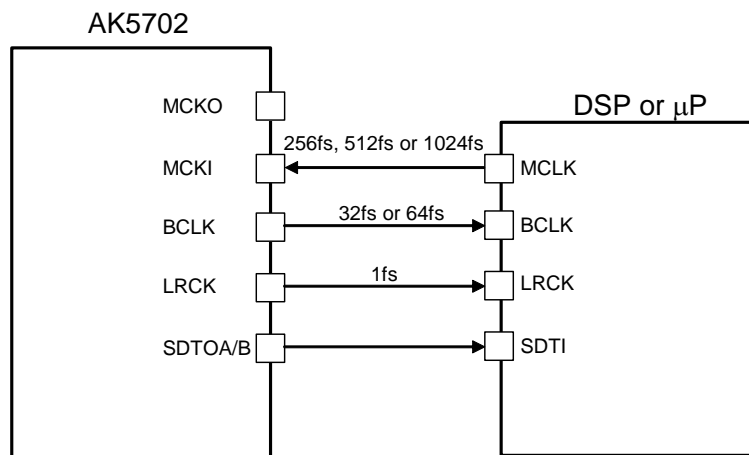 AK5702
DSP or μP
MCKO
256fs, 512fs or 1024fs
MCKI
MCLK
32fs or 64fs
BCLK
BCLK
1fs
LRCK
LRCK
SDTOA/B
SDTI